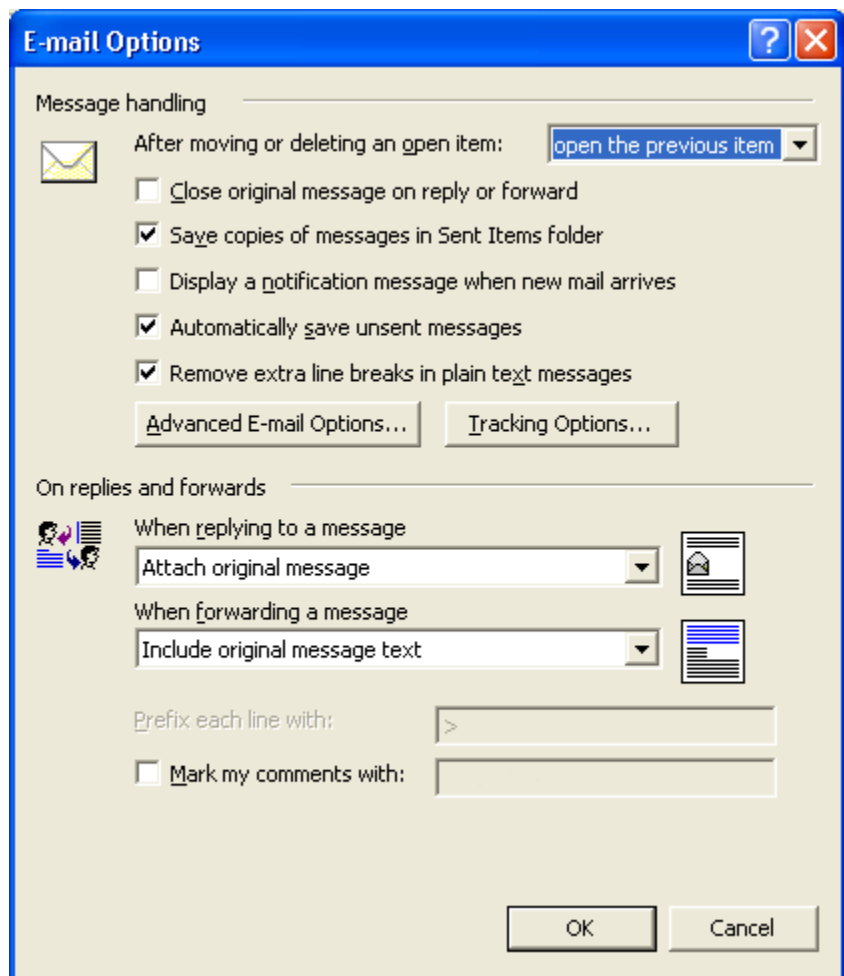 E-mail Options
Message handling
After moving or deleting an open item: open the previous item
Close original message on reply or forward
Save copies of messages in Sent Items folder
Display a notification message when new mail arrives
Automatically save unsent messages
Remove extra line breaks in plain text messages
Advanced E-mail Options... Tracking Options...
On replies and forwards
When replying to a message
Attach original message
When forwarding a message
Include original message text
Prefix each line with: >
Mark my comments with:
OK Cancel